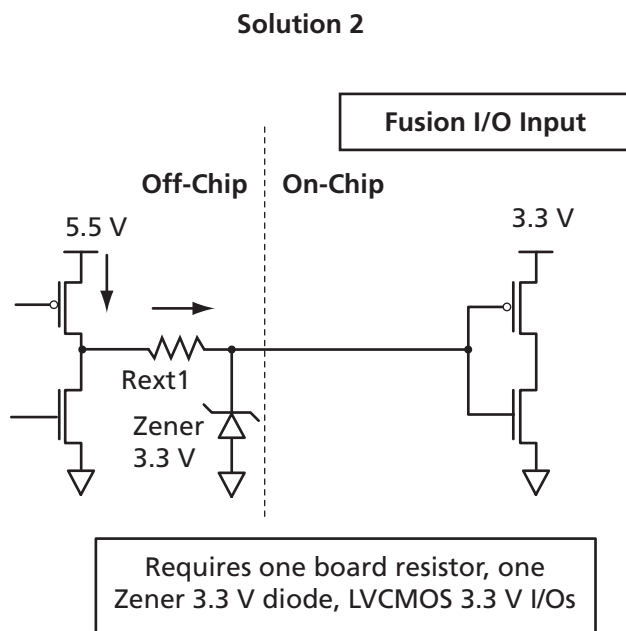 Solution 2
Fusion I/O Input
Off-Chip
On-Chip
5.5 V
3.3 V
Rext1
Zener
3.3 V
Requires one board resistor, one
Zener 3.3 V diode, LVCMOS 3.3 V I/Os